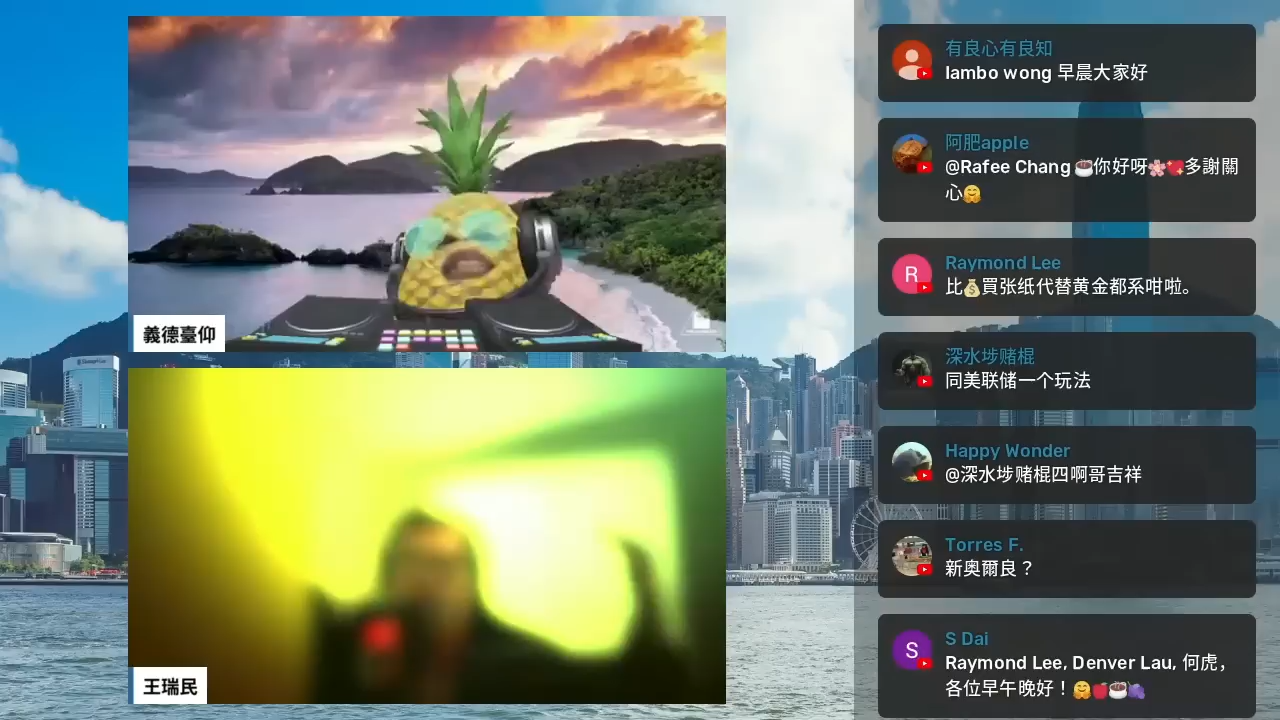 義德臺仰
王瑞民
有良心有良知
lambo wong 早晨大家好
阿肥apple
@Rafee Chang ☕你好呀🌸💖多謝關
心🤗
Raymond Lee
比💰買张纸代替黄金都系咁啦。
深水埗赌棍
同美联储一个玩法
Happy Wonder
@深水埗赌棍四啊哥吉祥
R
Torres F.
新奥爾良？
S
S Dai
Raymond Lee, Denver Lau, 何虎，
各位早午晚好！🤗🍎☕🍇